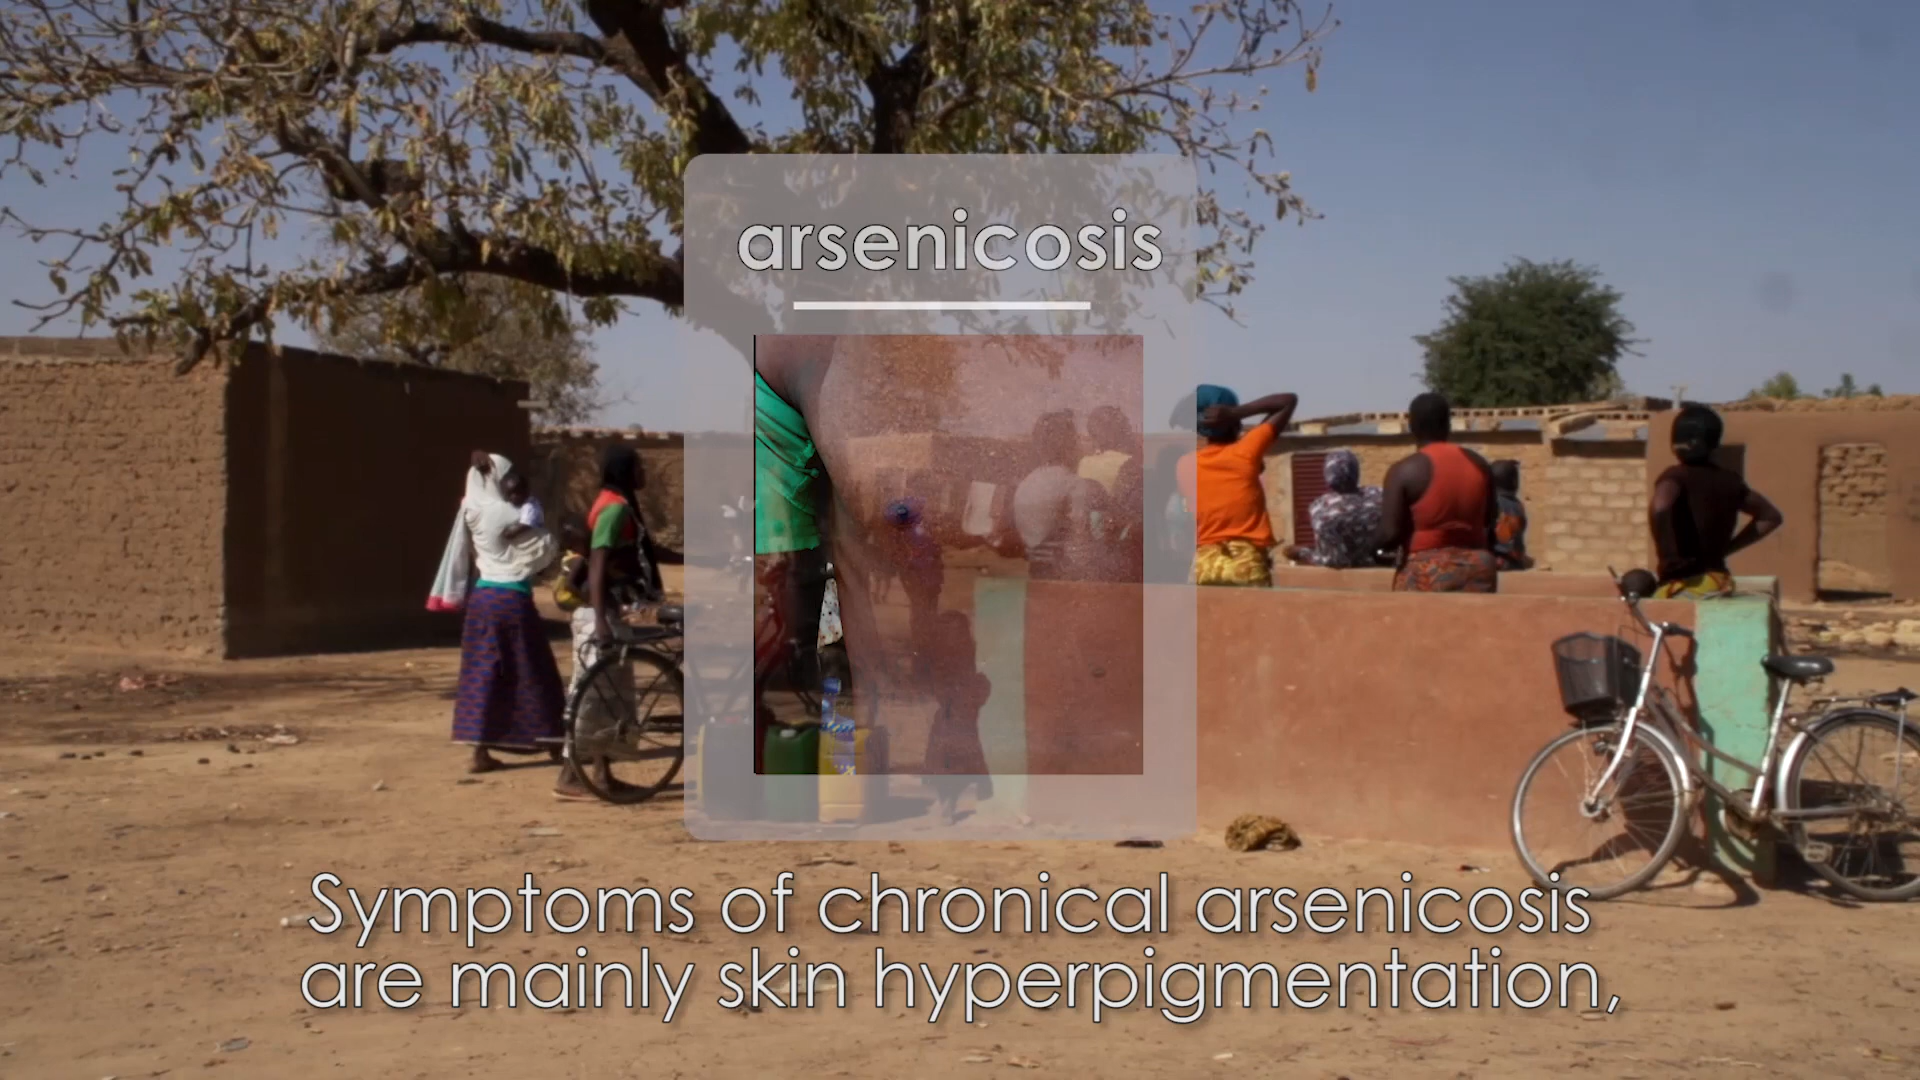 arsenicosis
Symptoms of chronical arsenicosis
are mainly skin hyperpigmentation,